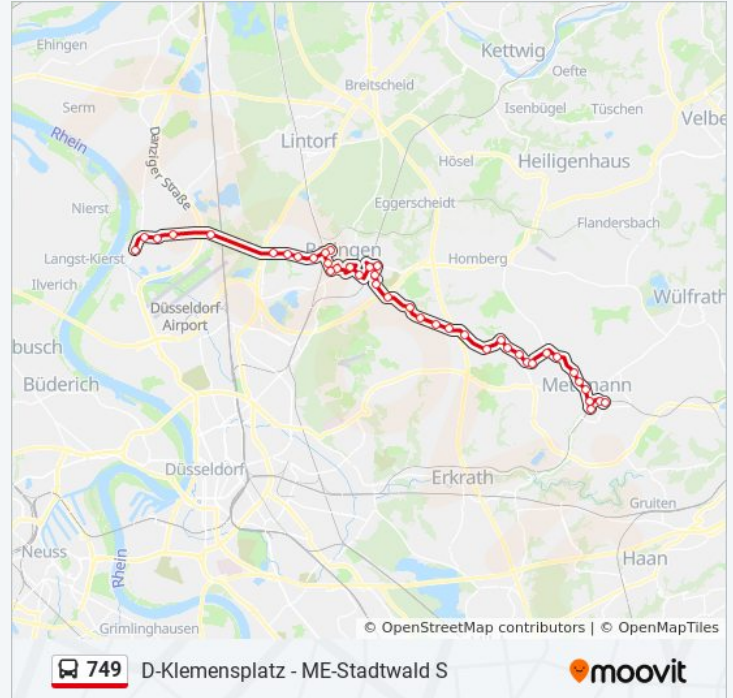 Ehingen
Kettwig
Oefte
Breitscheid
Serm
Isenbügel
Tüschen
Velbe
Rhein
Danziger Straße
Lintorf
Hösel
Heiligenhaus
Eggerscheidt
Nierst
Flandersbach
Ratingen
Langst-Kierst
Homberg
Ilverich
Wülfrath
Düsseldorf
Airport
busch
Büderich
Mettmann
Düsseldorf
Erkrath
Gruiten
Neuss
Rhein
Haan
Grimlinghausen
© OpenStreetMap contributors | © OpenMapTiles
749 D-Klemensplatz - ME-Stadtwald S
moovit